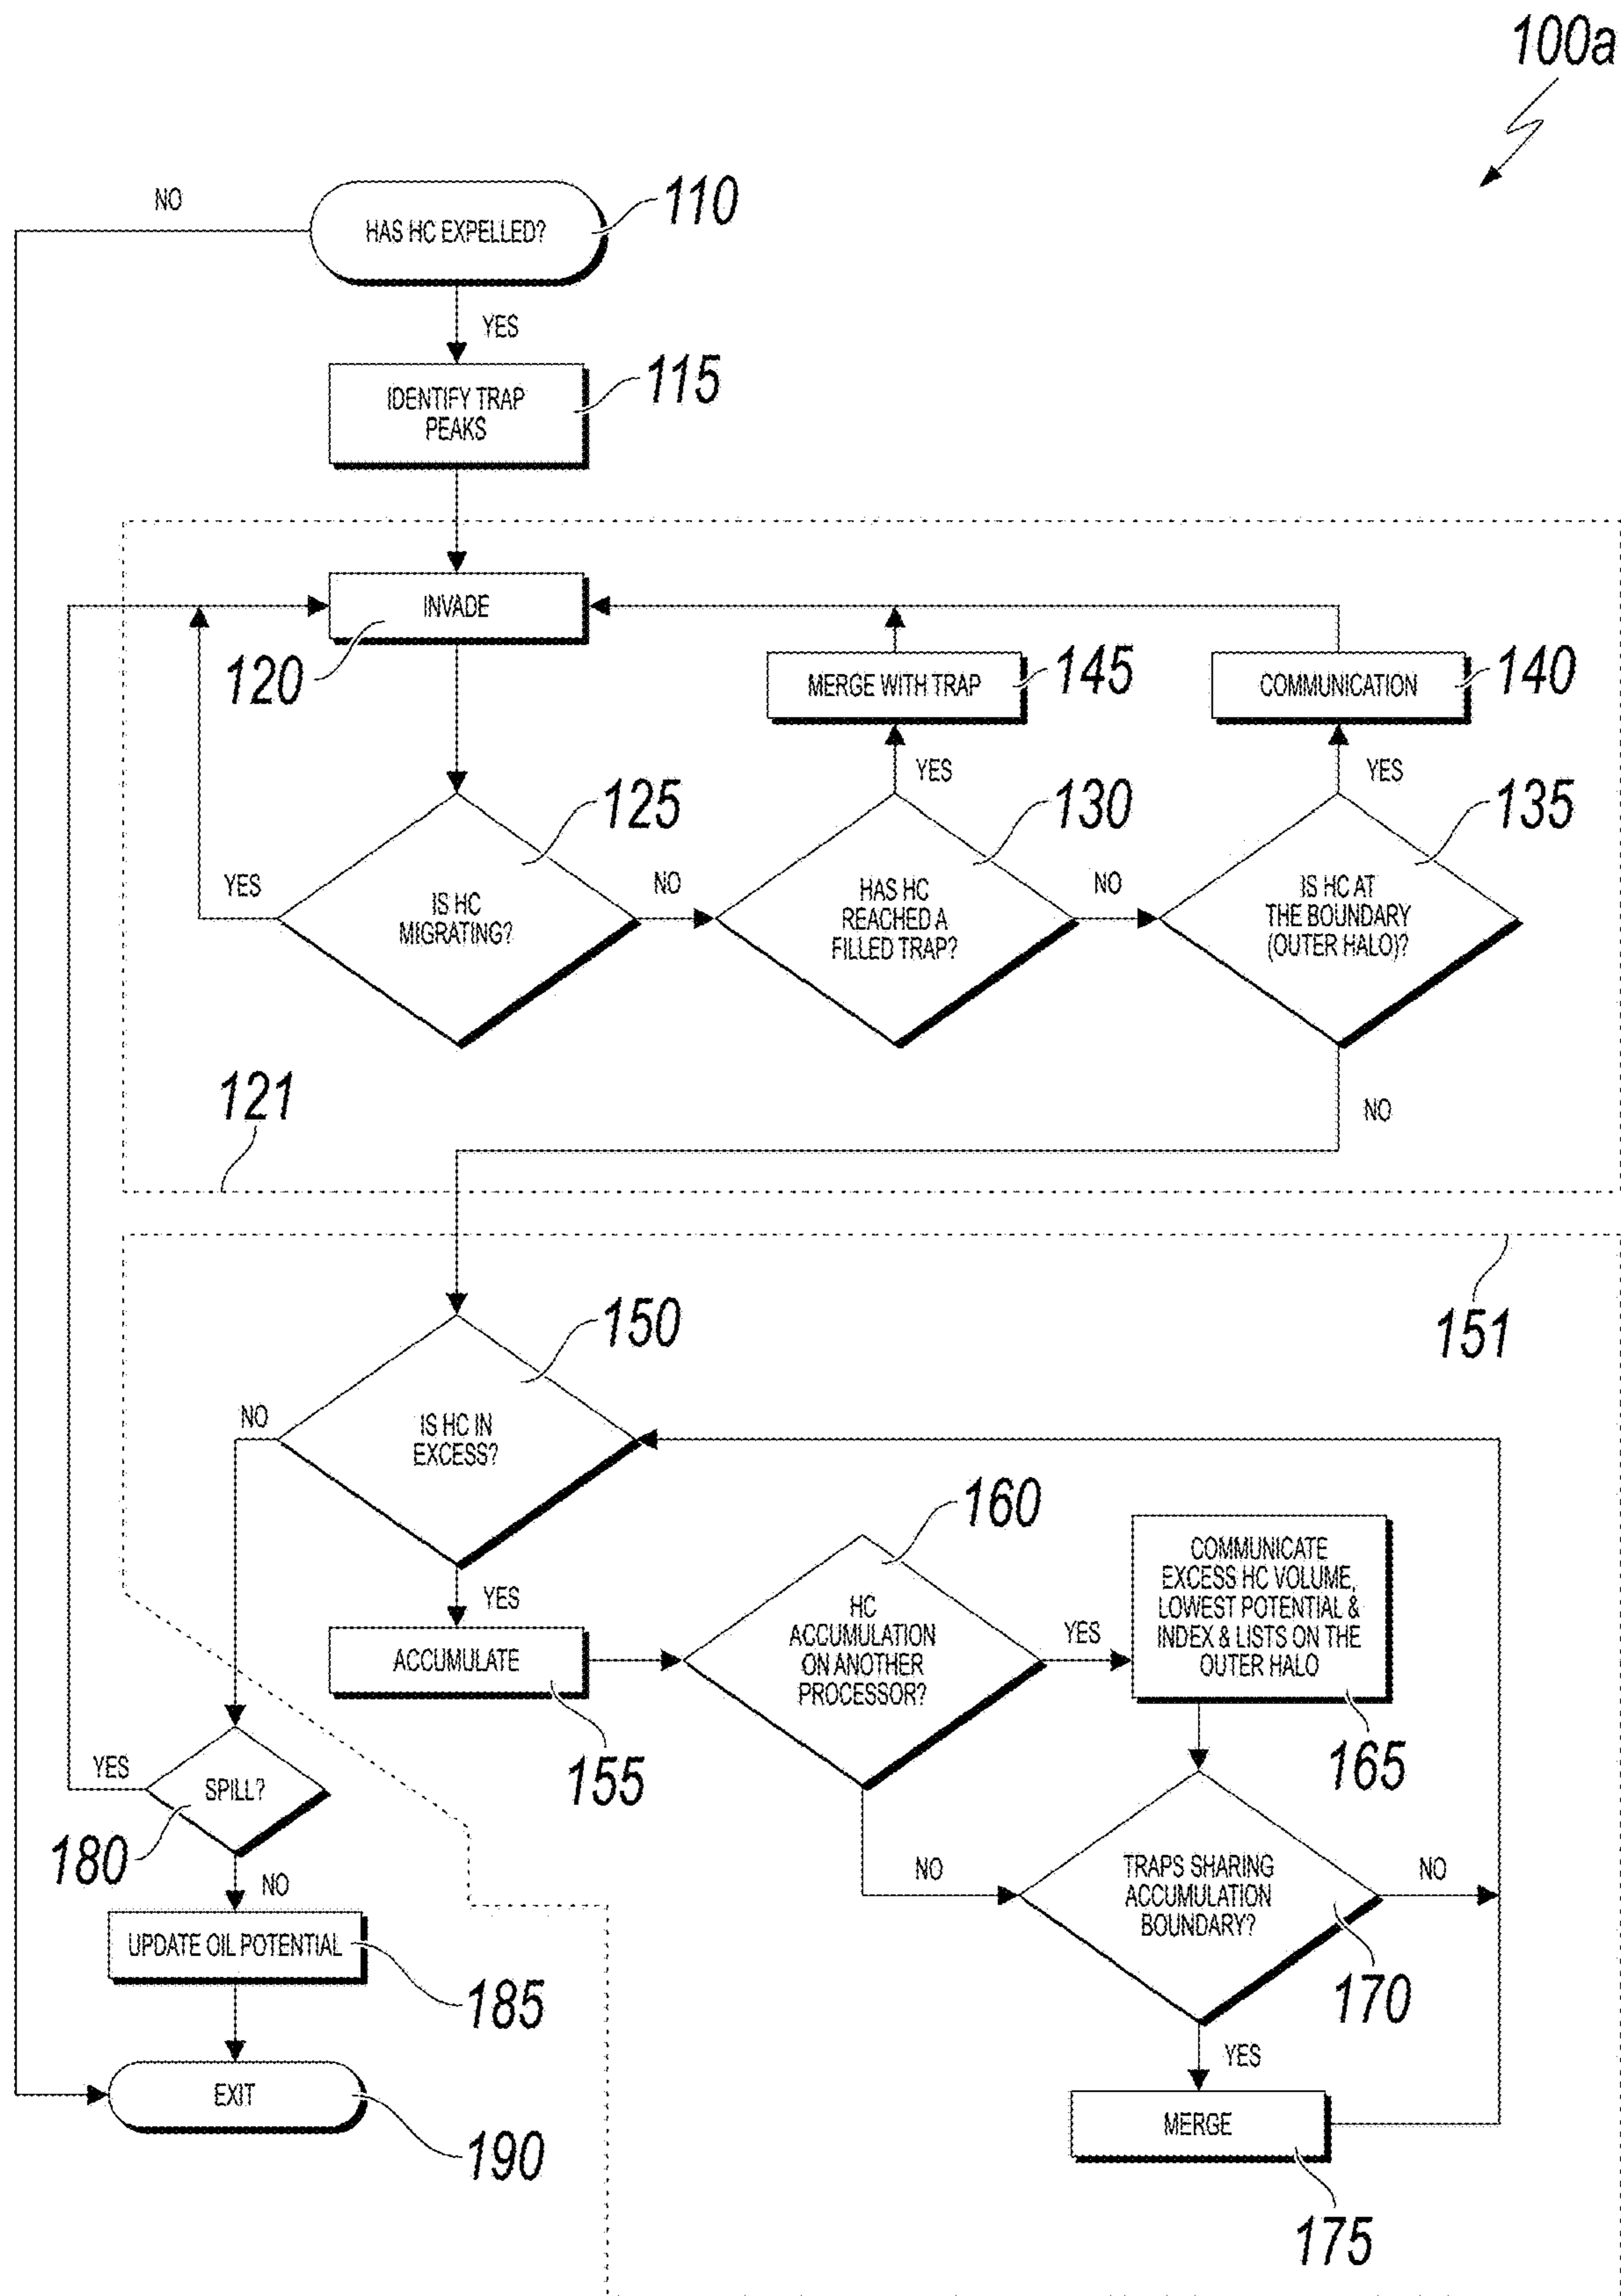 100a
NO
HAS HC EXPELLED?
110
YES
IDENTIFY TRAP
PEAKS
115
INVADE
120
MERGE WITH TRAP
145
COMMUNICATION
140
YES
YES
125
130
135
YES
IS HC
MIGRATING?
NO
HAS HC
REACHED A
FILLED TRAP?
NO
IS HC AT
THE BOUNDARY
(OUTER HALO)?
121
NO
151
150
NO
IS HC IN
EXCESS?
160
YES
ACCUMULATE
155
HC
ACCUMULATION
ON ANOTHER
PROCESSOR?
YES
COMMUNICATE
EXCESS HC VOLUME,
LOWEST POTENTIAL &
INDEX & LISTS ON THE
OUTER HALO
165
YES
SPILL?
180
NO
NO
TRAPS SHARING
ACCUMULATION
BOUNDARY?
NO
170
UPDATE OIL POTENTIAL
185
YES
EXIT
190
MERGE
175